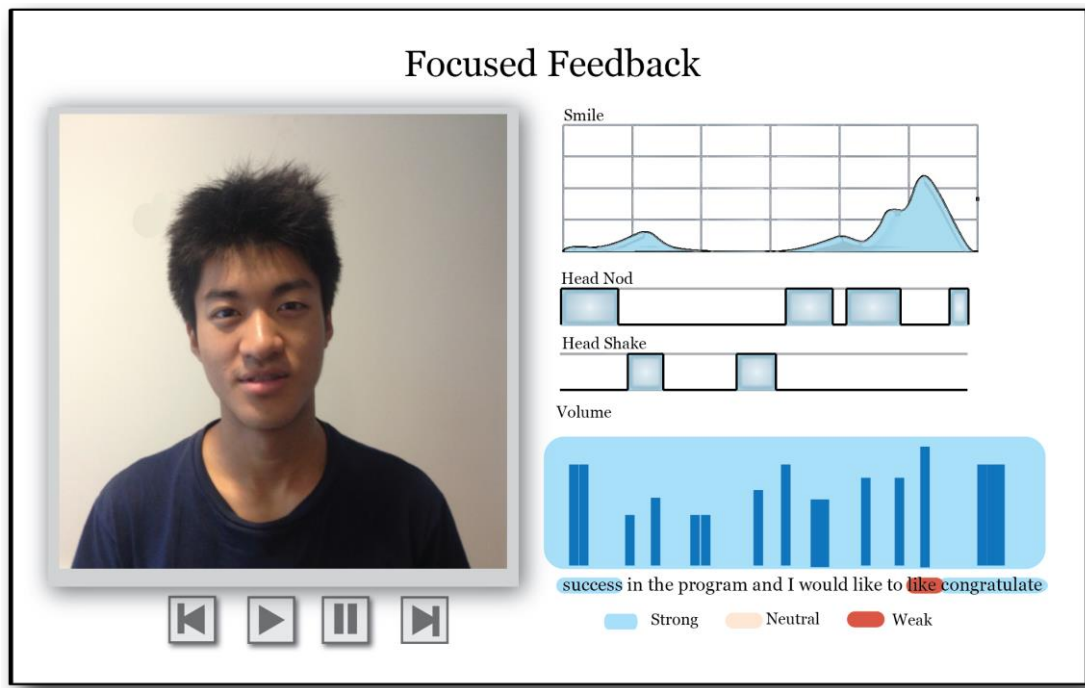 Focused Feedback
Smile
Head Nod
Head Shake
Volume
success in the program and I would like to like congratulate
Strong Neutral Weak